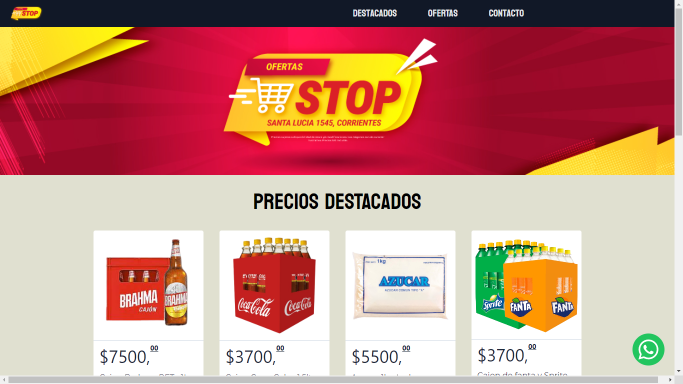 STOP
DESTACADOS OFERTAS CONTACTO
OFERTAS
STOP
SANTA LUCIA 1545, CORRIENTES
PRECIOS DESTACADOS
BRAHMA
CAJÓN
BRAHMA
Coca-Cola
Coca-Cola
1kg
AZUCAR
Sprite
FANTA
FANTA
$7500,00
$3700,00
$5500,00
$3700,00
Cajon de fanta y Sprite